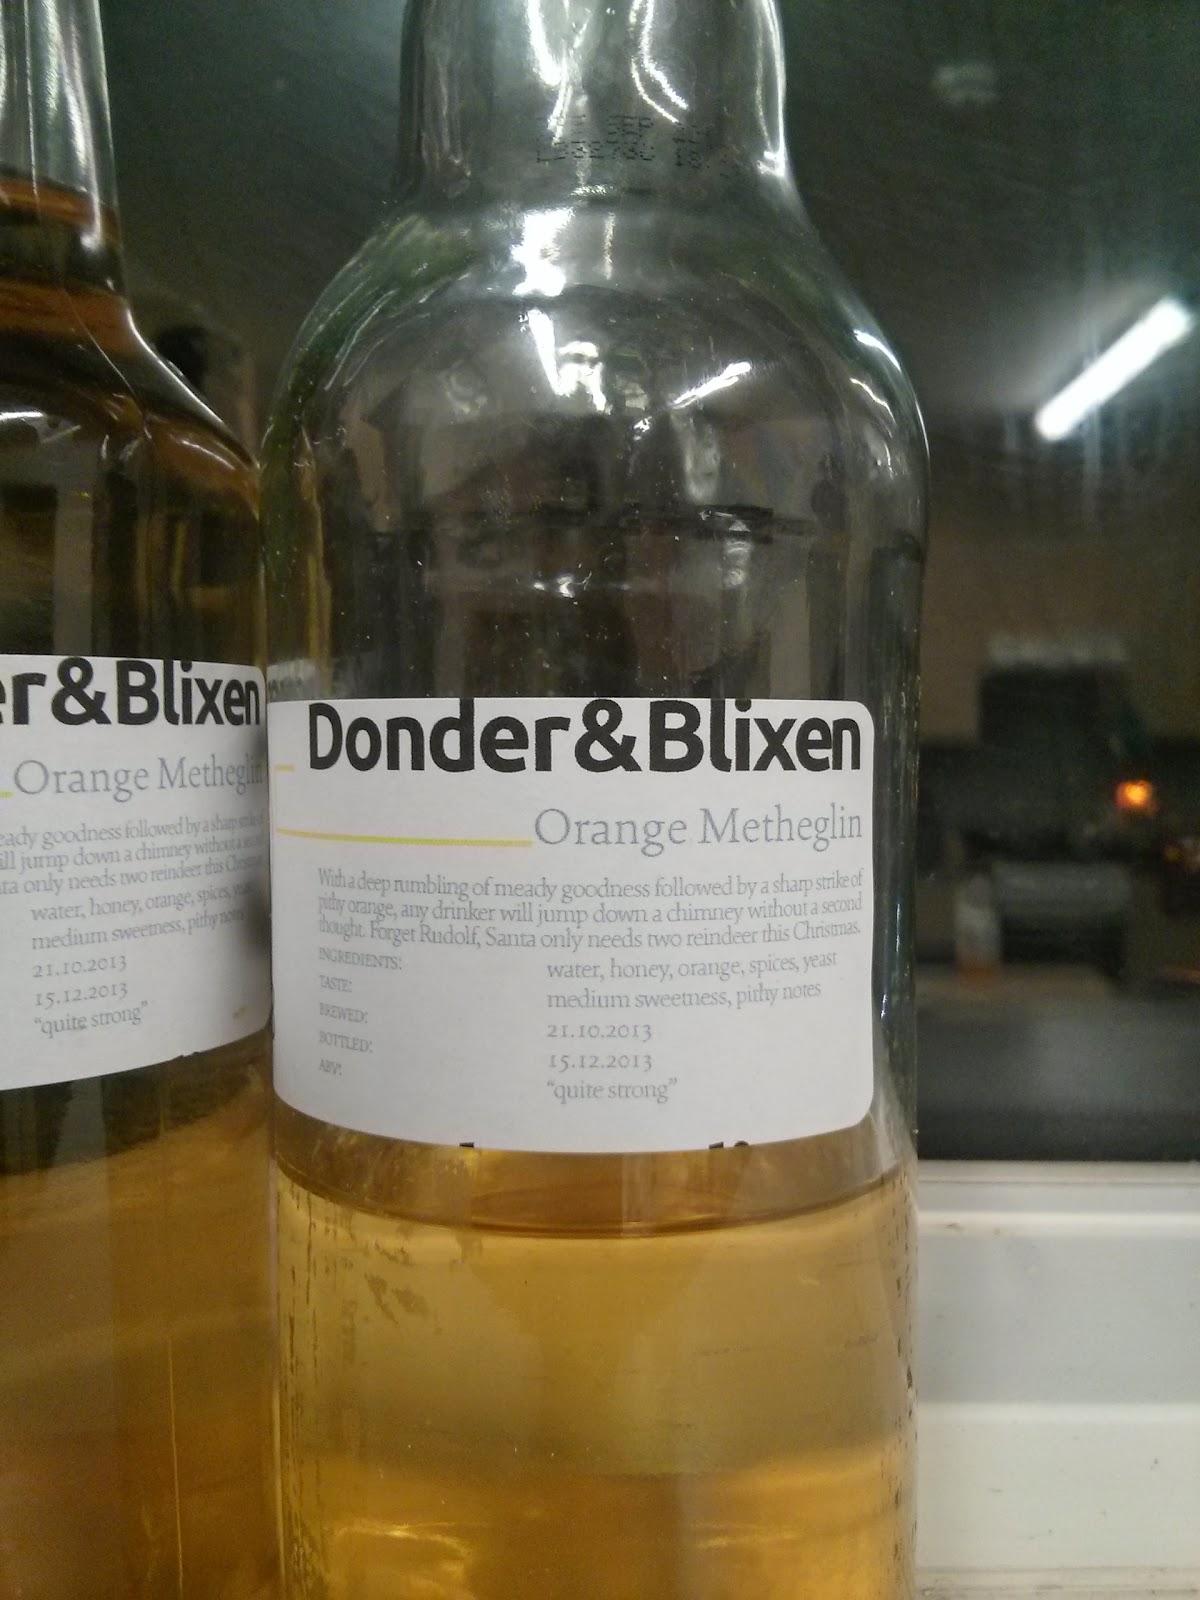 er&Blixen
Orange Metheglin
eady goodness followed by a sharp strike of
ill jump down a chimney without a second
ta only needs two reindeer this Christmas.
water, honey, orange, spices, yeast
medium sweetness, pithy notes
21.10.2013
15.12.2013
"quite strong"
Donder&Blixen
Orange Metheglin
With a deep rumbling of meady goodness followed by a sharp strike of
pithy orange, any drinker will jump down a chimney without a second
thought. Forget Rudolf, Santa only needs two reindeer this Christmas.
INGREDIENTS: water, honey, orange, spices, yeast
TASTE: medium sweetness, pithy notes
BREWED: 21.10.2013
BOTTLED: 15.12.2013
ABV: "quite strong"